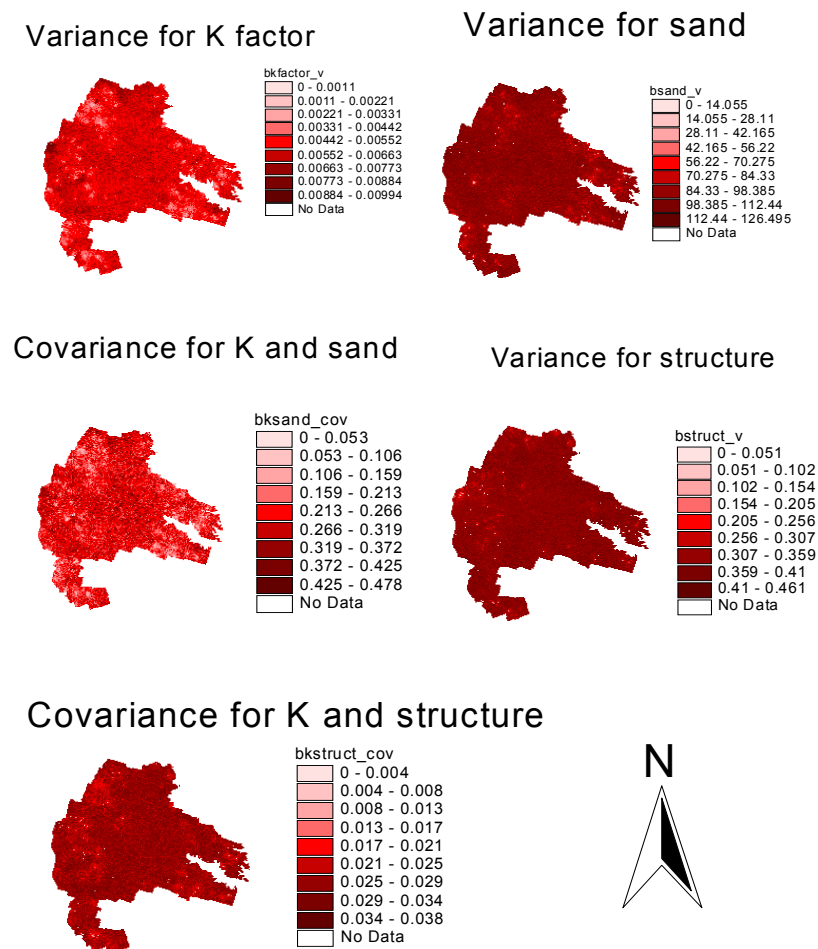 Variance for K factor
bkfactor_v
0 - 0.0011
0.0011 - 0.00221
0.00221 - 0.00331
0.00331 - 0.00442
0.00442 - 0.00552
0.00552 - 0.00663
0.00663 - 0.00773
0.00773 - 0.00884
0.00884 - 0.00994
No Data
Variance for sand
bsand_v
0 - 14.055
14.055 - 28.11
28.11 - 42.165
42.165 - 56.22
56.22 - 70.275
70.275 - 84.33
84.33 - 98.385
98.385 - 112.44
112.44 - 126.495
No Data
Covariance for K and sand
bksand_cov
0 - 0.053
0.053 - 0.106
0.106 - 0.159
0.159 - 0.213
0.213 - 0.266
0.266 - 0.319
0.319 - 0.372
0.372 - 0.425
0.425 - 0.478
No Data
Variance for structure
bstruct_v
0 - 0.051
0.051 - 0.102
0.102 - 0.154
0.154 - 0.205
0.205 - 0.256
0.256 - 0.307
0.307 - 0.359
0.359 - 0.41
0.41 - 0.461
No Data
Covariance for K and structure
bkstruct_cov
0 - 0.004
0.004 - 0.008
0.008 - 0.013
0.013 - 0.017
0.017 - 0.021
0.021 - 0.025
0.025 - 0.029
0.029 - 0.034
0.034 - 0.038
No Data
N